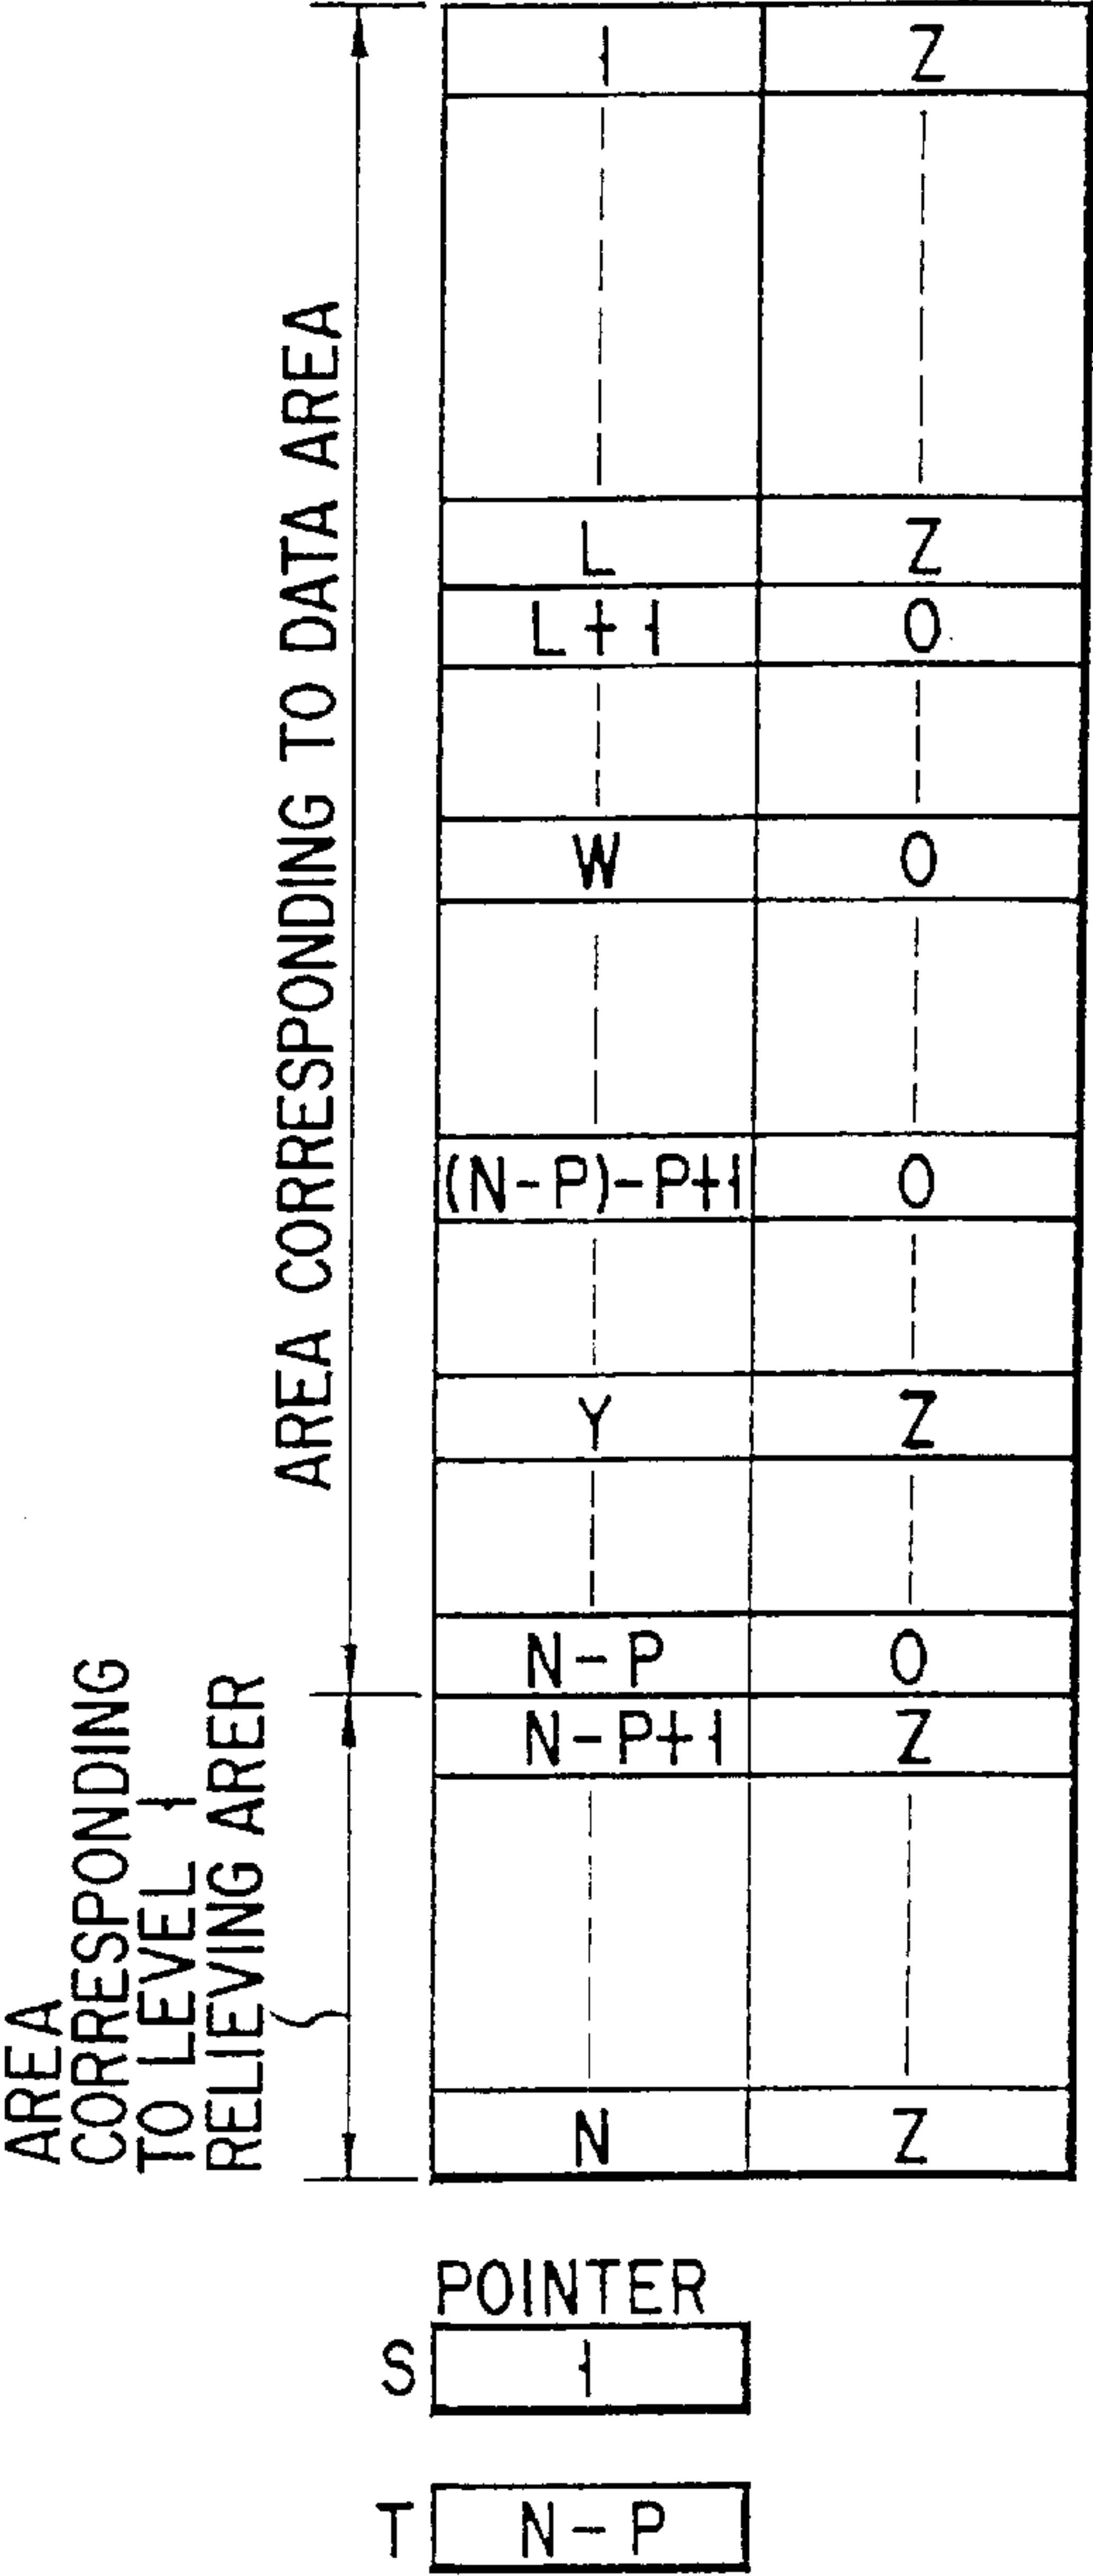 AREA CORRESPONDING TO DATA AREA
AREA
CORRESPONDING
TO LEVEL 1
RELIEVING ARER
1 Z
L Z
L+1 0
W 0
(N-P)-P+1 0
Y Z
N-P 0
N-P+1 Z
N Z
POINTER
S 1
T N-P